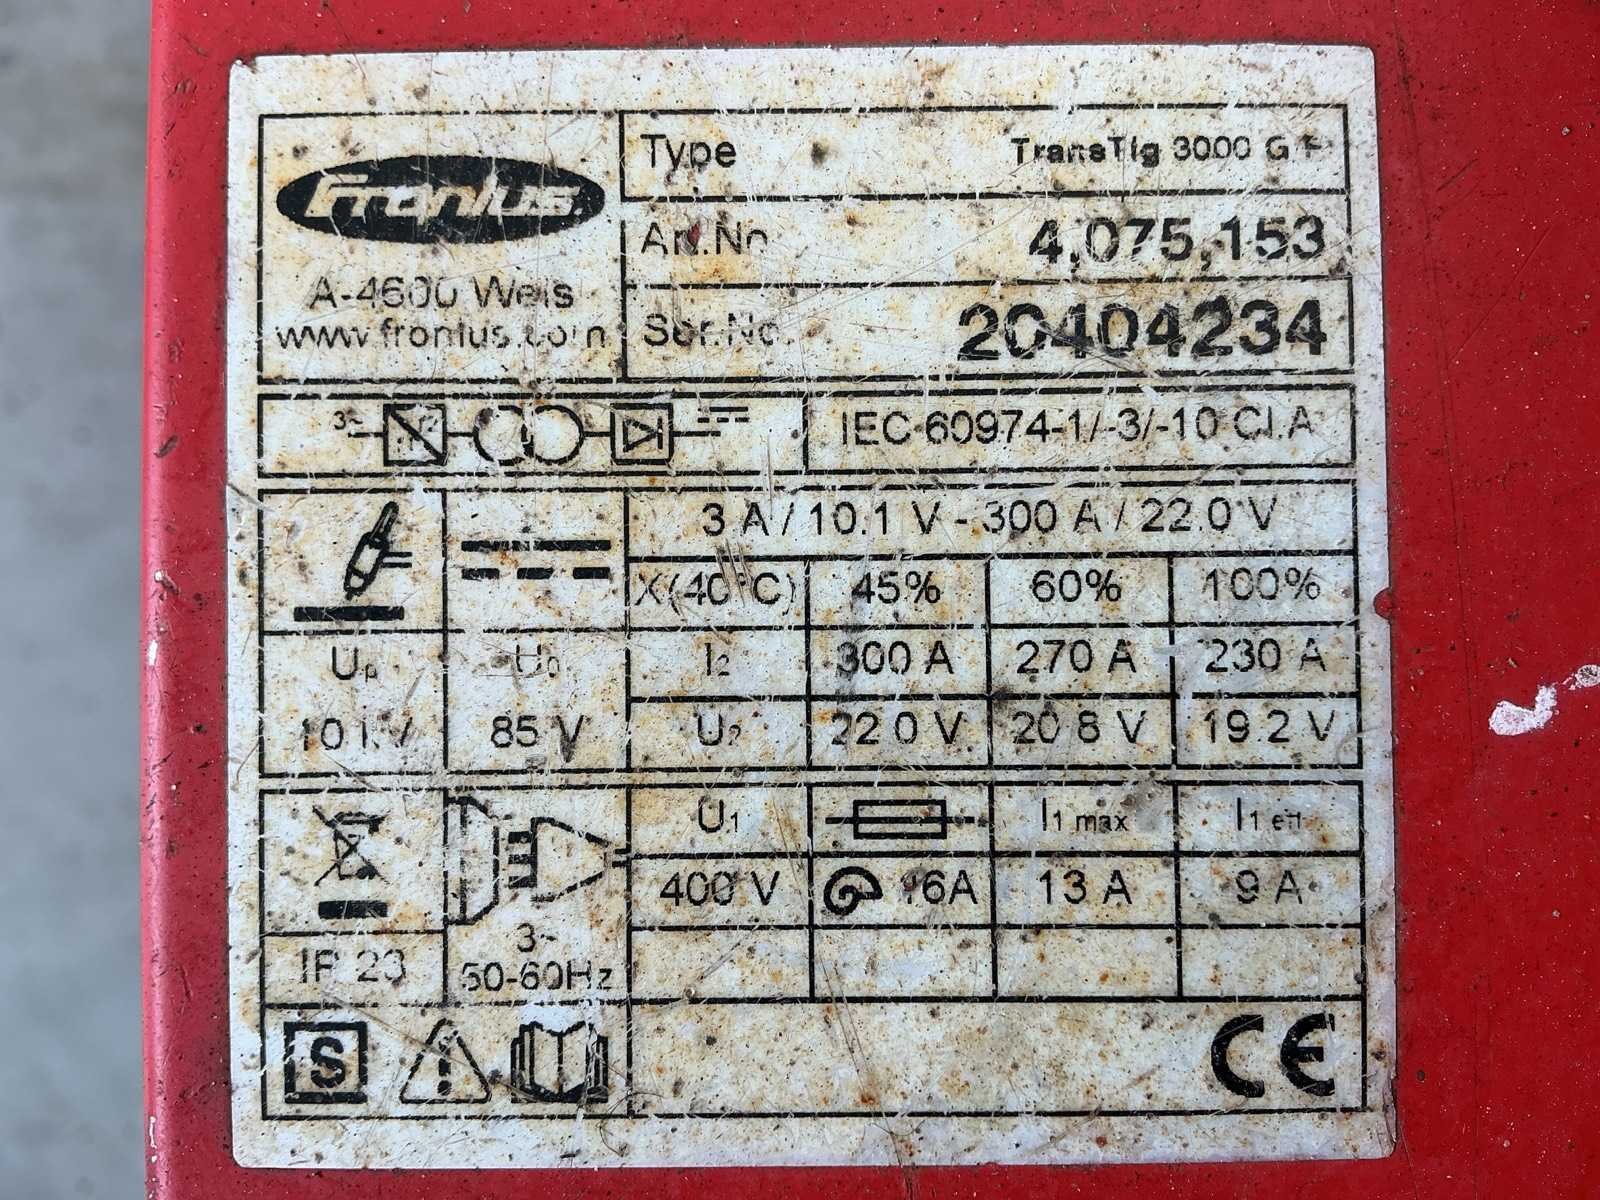 Fronius
A-4600 Wels
www.fronius.com
Type TransTig 3000 G F
Art.No. 4,075,153
Ser.No. 20404234
3~
IEC 60974-1/-3/-10 Cl.A
3 A / 10.1 V - 300 A / 22.0 V
X(40°C) 45% 60% 100%
Up U0 I2 300 A 270 A 230 A
85 V U2 22.0 V 20.8 V 19.2 V
U1 I1 max I1 eff
400 V 16A 13 A 9 A
3~
IP 23 50-60Hz
S
CE